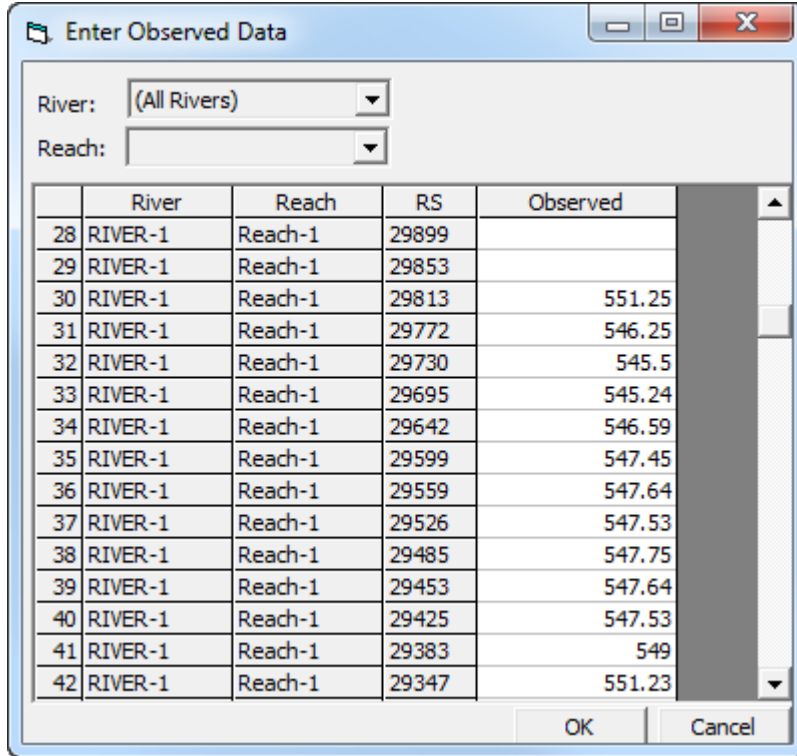 Enter Observed Data
River: (All Rivers)
Reach:
River Reach RS Observed
28 RIVER-1 Reach-1 29899
29 RIVER-1 Reach-1 29853
30 RIVER-1 Reach-1 29813 551.25
31 RIVER-1 Reach-1 29772 546.25
32 RIVER-1 Reach-1 29730 545.5
33 RIVER-1 Reach-1 29695 545.24
34 RIVER-1 Reach-1 29642 546.59
35 RIVER-1 Reach-1 29599 547.45
36 RIVER-1 Reach-1 29559 547.64
37 RIVER-1 Reach-1 29526 547.53
38 RIVER-1 Reach-1 29485 547.75
39 RIVER-1 Reach-1 29453 547.64
40 RIVER-1 Reach-1 29425 547.53
41 RIVER-1 Reach-1 29383 549
42 RIVER-1 Reach-1 29347 551.23
OK Cancel